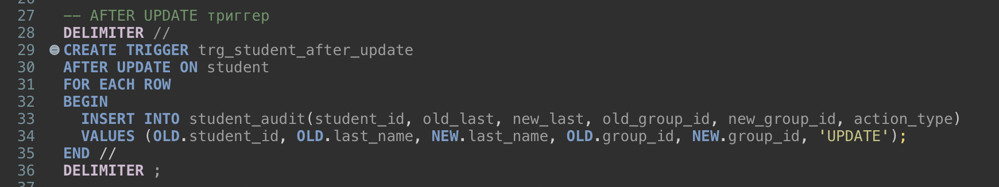 27 -- AFTER UPDATE триггер
28 DELIMITER //
29 CREATE TRIGGER trg_student_after_update
30 AFTER UPDATE ON student
31 FOR EACH ROW
32 BEGIN
33 INSERT INTO student_audit(student_id, old_last, new_last, old_group_id, new_group_id, action_type)
34 VALUES (OLD.student_id, OLD.last_name, NEW.last_name, OLD.group_id, NEW.group_id, 'UPDATE');
35 END //
36 DELIMITER ;
37